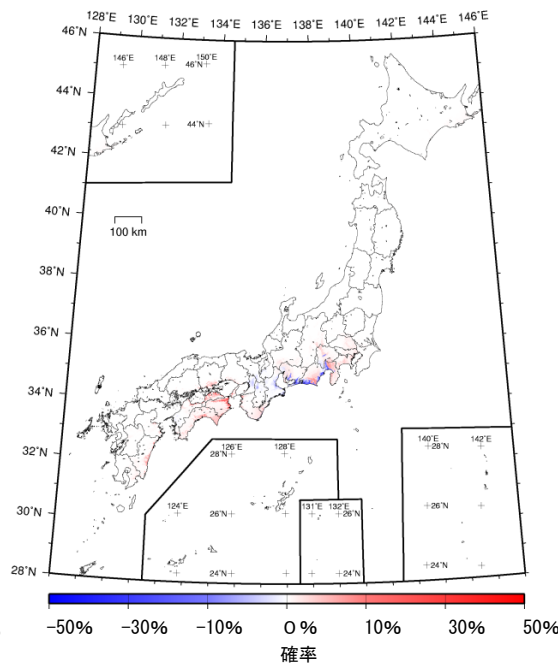 128˚E 130˚E 132˚E 134˚E 136˚E 138˚E 140˚E 142˚E 144˚E 146˚E
46˚N
146˚E 148˚E 150˚E
46˚N
44˚N
44˚N
42˚N
40˚N
100 km
38˚N
36˚N
34˚N
32˚N
126˚E 128˚E
28˚N
140˚E 142˚E
28˚N
30˚N
124˚E
26˚N
131˚E 132˚E
26˚N
26˚N
24˚N
24˚N
24˚N
28˚N
−50% −30% −10% 0 % 10% 30% 50%
確率